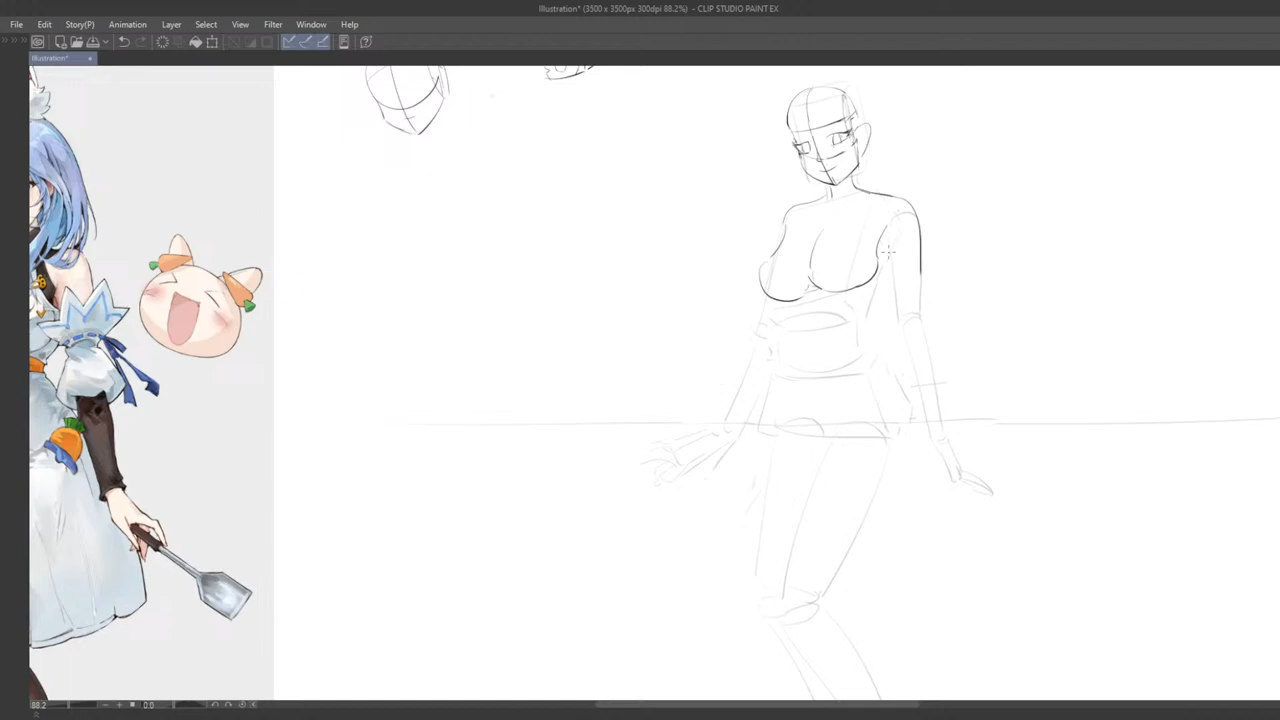 Illustration* (3500 x 3500px 300dpi 88.2%) - CLIP STUDIO PAINT EX
File Edit Story(P) Animation Layer Select View Filter Window Help
Illustration*
88.2 0.0